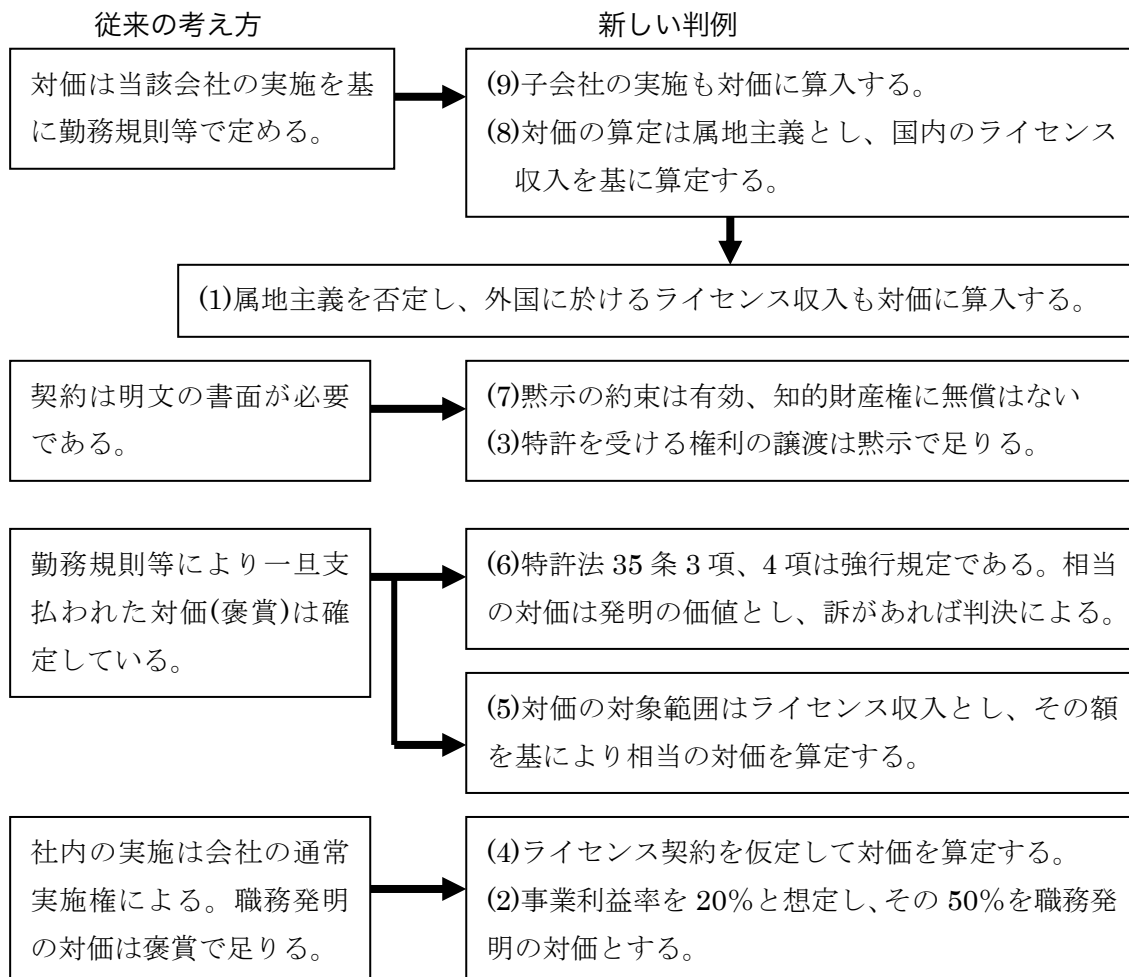 従来の考え方
新しい判例
対価は当該会社の実施を基
に勤務規則等で定める。
(9)子会社の実施も対価に算入する。
(8)対価の算定は属地主義とし、国内のライセンス
収入を基に算定する。
(1)属地主義を否定し、外国に於けるライセンス収入も対価に算入する。
契約は明文の書面が必要
である。
(7)黙示の約束は有効、知的財産権に無償はない
(3)特許を受ける権利の譲渡は黙示で足りる。
勤務規則等により一旦支
払われた対価(褒賞)は確
定している。
(6)特許法 35 条 3 項、4 項は強行規定である。相当
の対価は発明の価値とし、訴があれば判決による。
(5)対価の対象範囲はライセンス収入とし、その額
を基により相当の対価を算定する。
社内の実施は会社の通常
実施権による。職務発明
の対価は褒賞で足りる。
(4)ライセンス契約を仮定して対価を算定する。
(2)事業利益率を 20%と想定し、その 50%を職務発
明の対価とする。